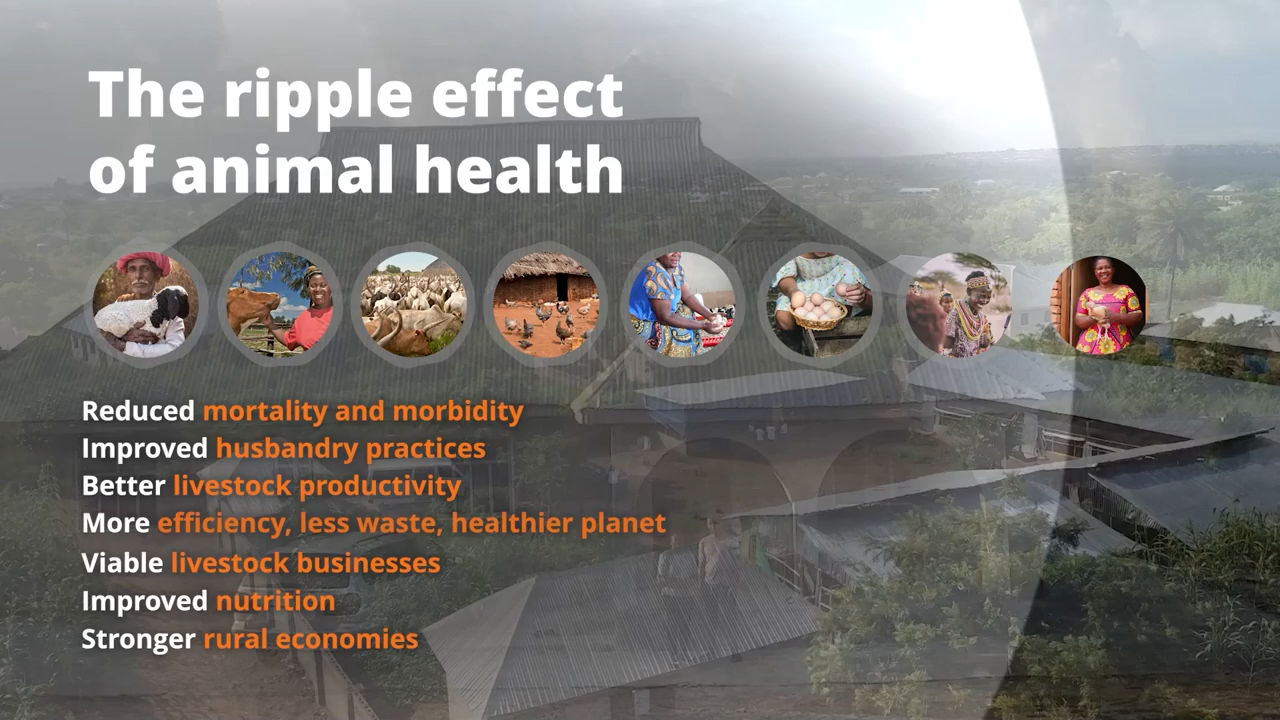 The ripple effect
of animal health
Reduced mortality and morbidity
Improved husbandry practices
Better livestock productivity
More efficiency, less waste, healthier planet
Viable livestock businesses
Improved nutrition
Stronger rural economies